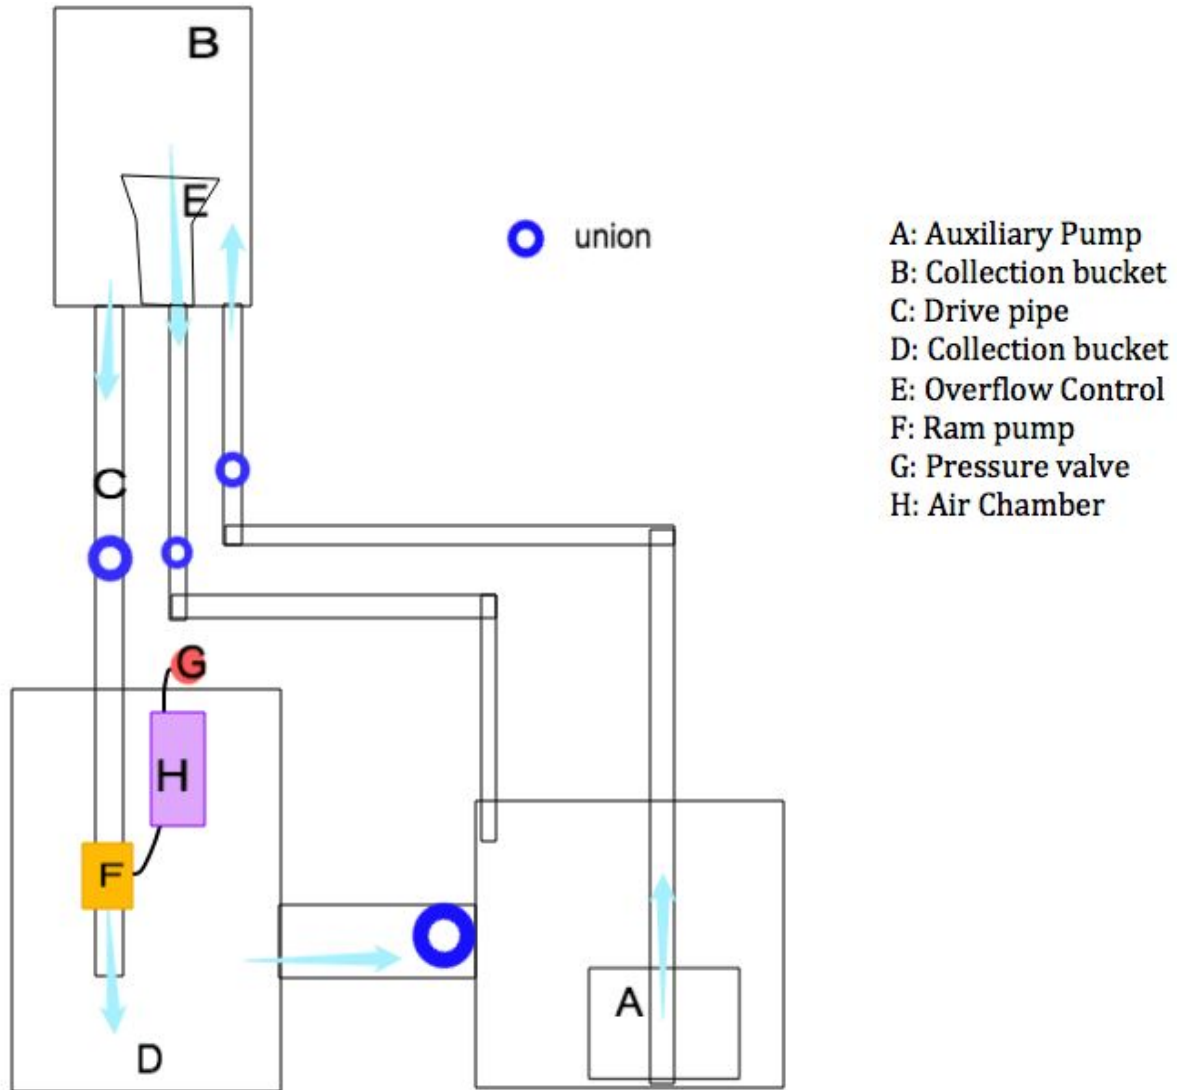 B
E
union
A: Auxiliary Pump
B: Collection bucket
C: Drive pipe
D: Collection bucket
E: Overflow Control
F: Ram pump
G: Pressure valve
H: Air Chamber
C
G
H
F
A
D